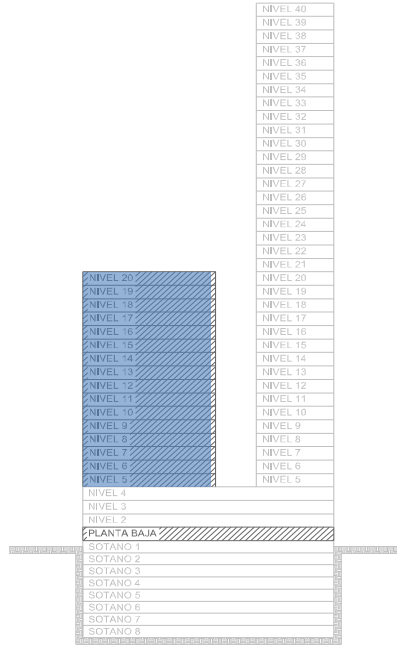 NIVEL 40
NIVEL 39
NIVEL 38
NIVEL 37
NIVEL 36
NIVEL 35
NIVEL 34
NIVEL 33
NIVEL 32
NIVEL 31
NIVEL 30
NIVEL 29
NIVEL 28
NIVEL 27
NIVEL 26
NIVEL 25
NIVEL 24
NIVEL 23
NIVEL 22
NIVEL 21
NIVEL 20 NIVEL 20
NIVEL 19 NIVEL 19
NIVEL 18 NIVEL 18
NIVEL 17 NIVEL 17
NIVEL 16 NIVEL 16
NIVEL 15 NIVEL 15
NIVEL 14 NIVEL 14
NIVEL 13 NIVEL 13
NIVEL 12 NIVEL 12
NIVEL 11 NIVEL 11
NIVEL 10 NIVEL 10
NIVEL 9 NIVEL 9
NIVEL 8 NIVEL 8
NIVEL 7 NIVEL 7
NIVEL 6 NIVEL 6
NIVEL 5 NIVEL 5
NIVEL 4
NIVEL 3
NIVEL 2
PLANTA BAJA
SOTANO 1
SOTANO 2
SOTANO 3
SOTANO 4
SOTANO 5
SOTANO 6
SOTANO 7
SOTANO 8